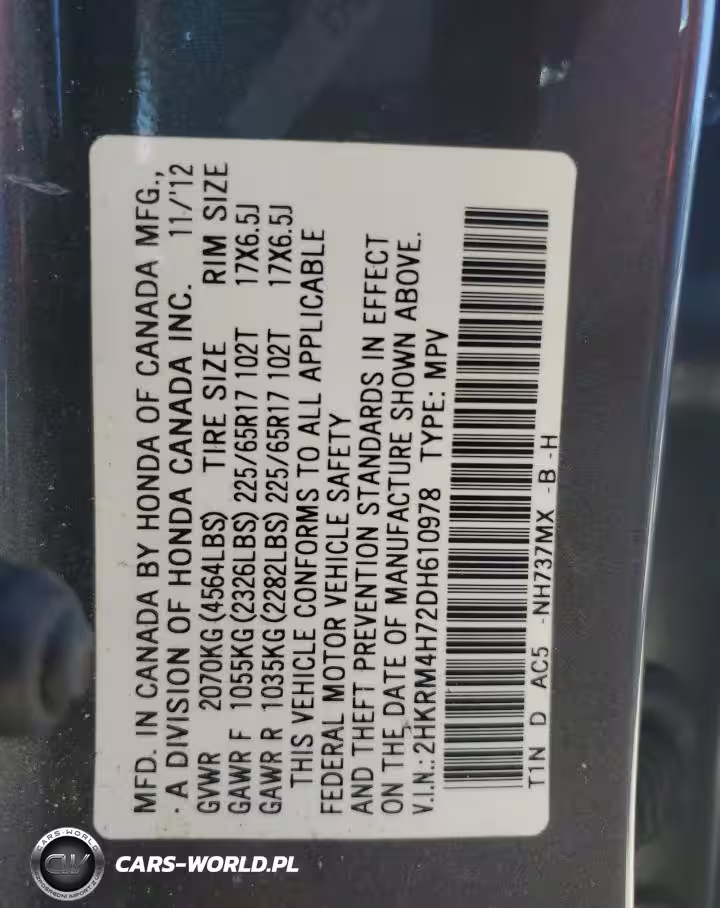 MFD. IN CANADA BY HONDA OF CANADA MFG.,
A DIVISION OF HONDA CANADA INC. 11/'12
GVWR 2070KG(4564LBS) TIRE SIZE RIM SIZE
GAWR F 1055KG(2326LBS) 225/65R17 102T 17X6.5J
GAWR R 1035KG(2282LBS) 225/65R17 102T 17X6.5J
THIS VEHICLE CONFORMS TO ALL APPLICABLE
FEDERAL MOTOR VEHICLE SAFETY
AND THEFT PREVENTION STANDARDS IN EFFECT
ON THE DATE OF MANUFACTURE SHOWN ABOVE.
V.I.N.: 2HKRM4H72DH610978 TYPE: MPV
T1N D AC5 -NH737MX -B -H
CARS-WORLD
CW
CARS-WORLD.PL